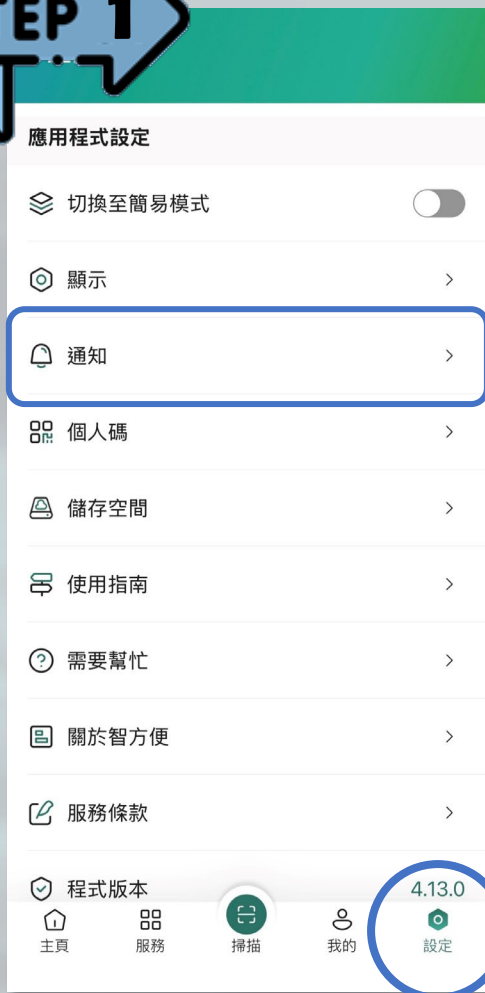 STEP 1
應用程式設定
切換至簡易模式
顯示
通知
個人碼
儲存空間
使用指南
需要幫忙
關於智方便
服務條款
程式版本 4.13.0
主頁 服務 掃描 我的 設定